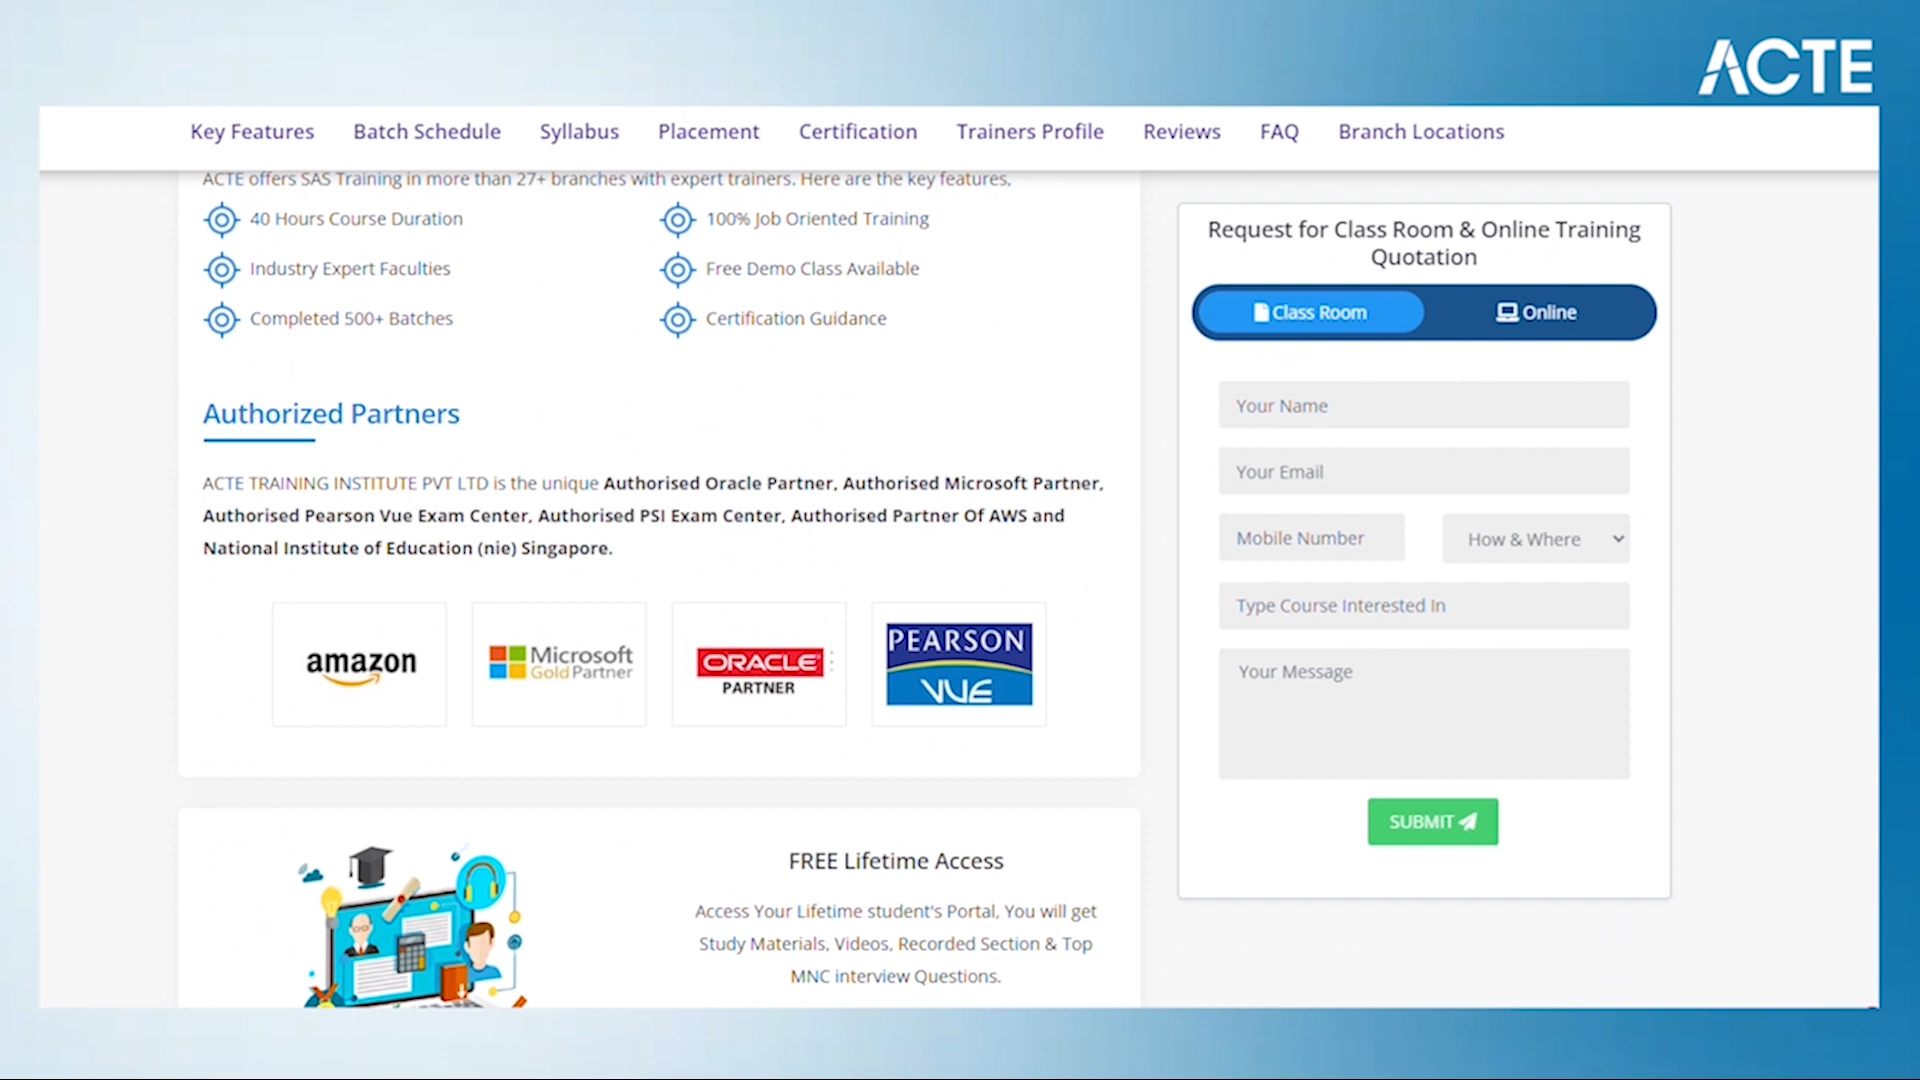 ACTE
Key Features Batch Schedule Syllabus Placement Certification Trainers Profile Reviews FAQ Branch Locations
ACTE offers SAS Training in more than 27+ branches with expert trainers. Here are the key features,
40 Hours Course Duration
100% Job Oriented Training
Industry Expert Faculties
Free Demo Class Available
Completed 500+ Batches
Certification Guidance
Authorized Partners
ACTE TRAINING INSTITUTE PVT LTD is the unique Authorised Oracle Partner, Authorised Microsoft Partner,
Authorised Pearson Vue Exam Center, Authorised PSI Exam Center, Authorised Partner Of AWS and
National Institute of Education (nie) Singapore.
amazon
Microsoft
Gold Partner
ORACLE
PARTNER
PEARSON
VUE
FREE Lifetime Access
Access Your Lifetime student's Portal, You will get
Study Materials, Videos, Recorded Section & Top
MNC interview Questions.
Request for Class Room & Online Training
Quotation
Class Room Online
Your Name
Your Email
Mobile Number How & Where
Type Course Interested In
Your Message
SUBMIT